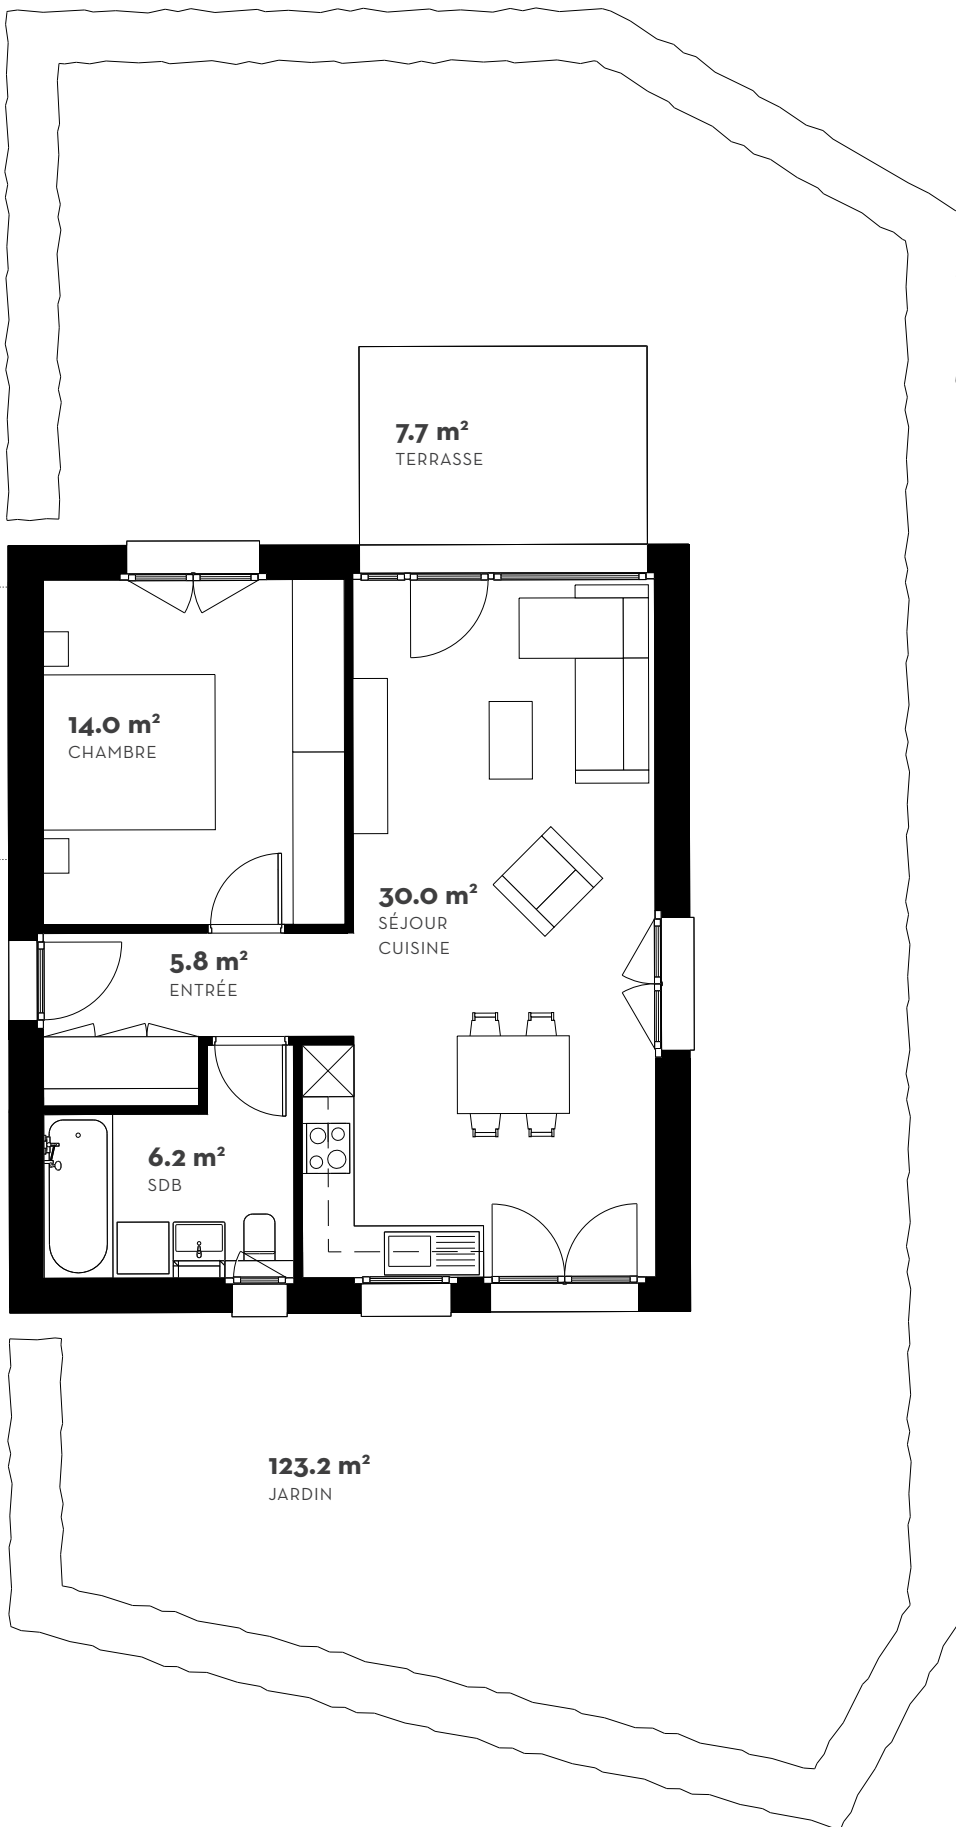 7.7 m²
TERRASSE
14.0 m²
CHAMBRE
30.0 m²
SÉJOUR
CUISINE
5.8 m²
ENTRÉE
6.2 m²
SDB
123.2 m²
JARDIN